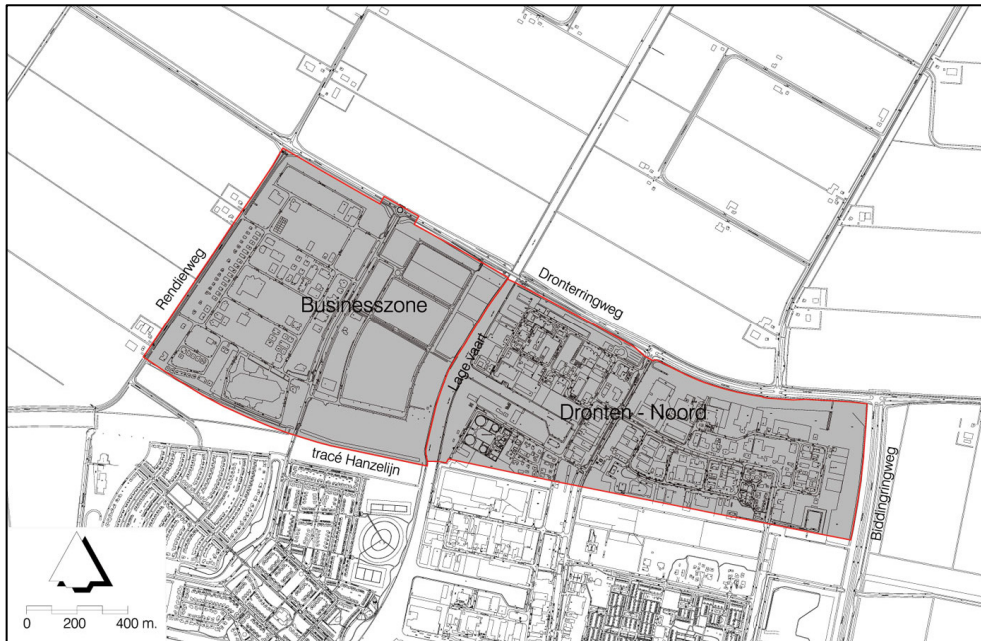 Rendierweg
Businesszone
Dronterringweg
Lage vaart
Dronten - Noord
tracé Hanzelijn
Biddingringweg
0 200 400 m.